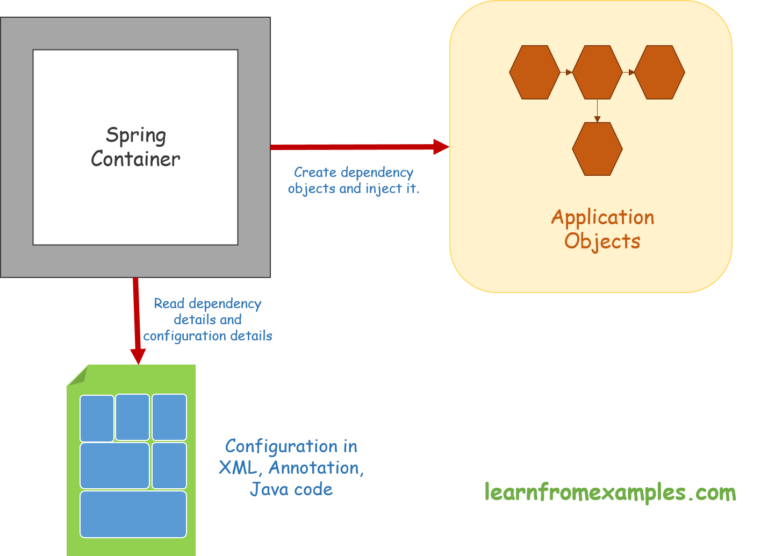 Spring
Container
Create dependency
objects and inject it.
Application
Objects
Read dependency
details and
configuration details
Configuration in
XML, Annotation,
Java code
learnfromexamples.com